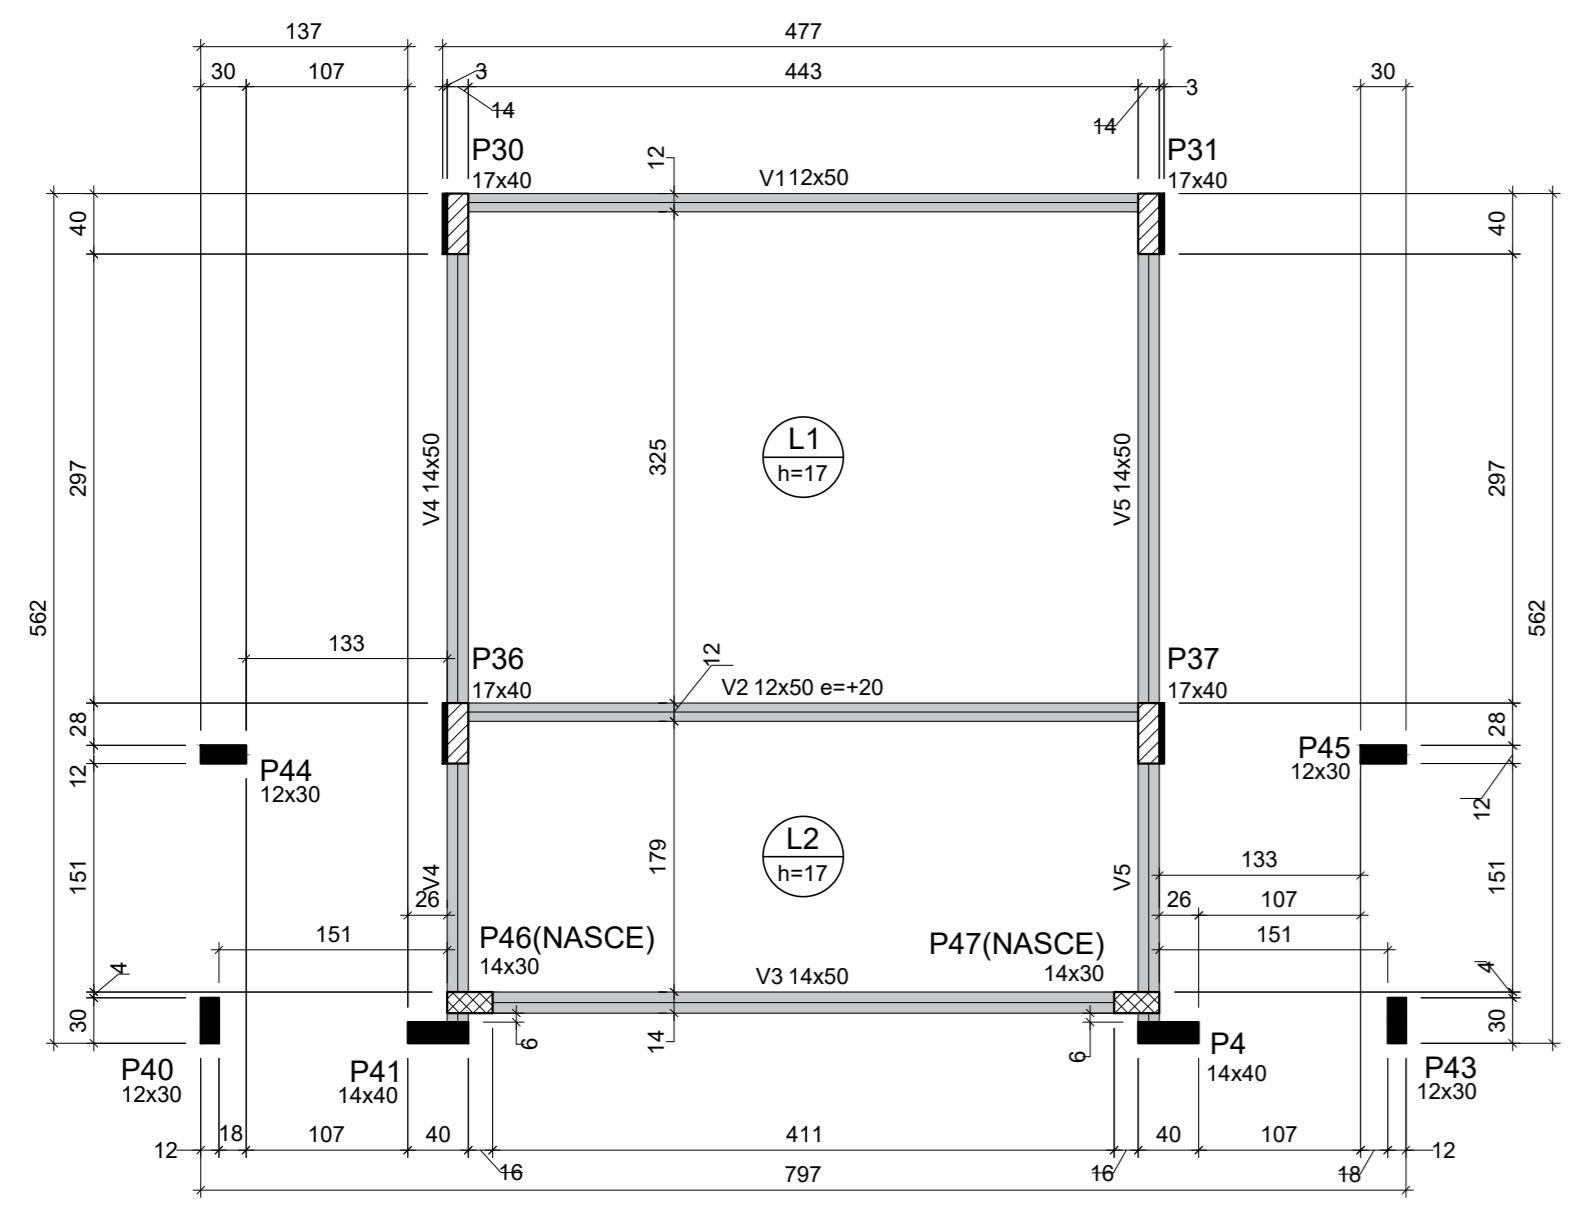 137
477
30
107
3
443
30
14
14
3
P30
17x40
12
V1 12x50
P31
17x40
40
40
L1
h=17
V4 14x50
325
V5 14x50
297
297
562
562
133
P36
17x40
12
V2 12x50 e=+20
P37
17x40
28
28
P44
12x30
P45
12x30
12
12
L2
h=17
151
179
133
151
V4
V5
26
26
107
151
P46(NASCE)
14x30
P47(NASCE)
14x30
151
4
V3 14x50
4
30
6
14
6
30
P40
12x30
P41
14x40
P4
14x40
P43
12x30
12
18
107
40
16
411
16
40
107
18
12
797